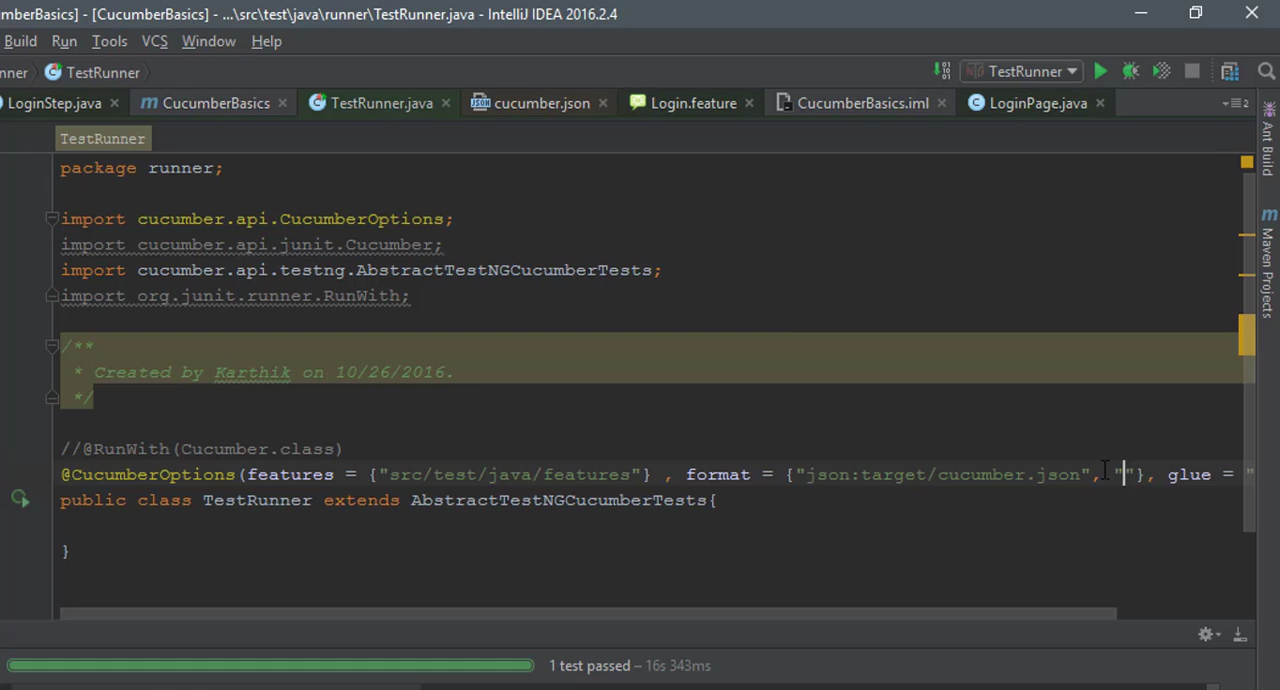 mberBasics] - [CucumberBasics] - ...\src\test\java\runner\TestRunner.java - IntelliJ IDEA 2016.2.4
Build Run Tools VCS Window Help
nner TestRunner TestRunner
LoginStep.java CucumberBasics TestRunner.java cucumber.json Login.feature CucumberBasics.iml LoginPage.java 2
TestRunner
package runner;
import cucumber.api.CucumberOptions;
import cucumber.api.junit.Cucumber;
import cucumber.api.testng.AbstractTestNGCucumberTests;
import org.junit.runner.RunWith;
/**
* Created by Karthik on 10/26/2016.
*/
//@RunWith(Cucumber.class)
@CucumberOptions(features = {"src/test/java/features"} , format = {"json:target/cucumber.json", ""}, glue = "
public class TestRunner extends AbstractTestNGCucumberTests{
}
1 test passed – 16s 343ms
Ant Build
Maven Projects